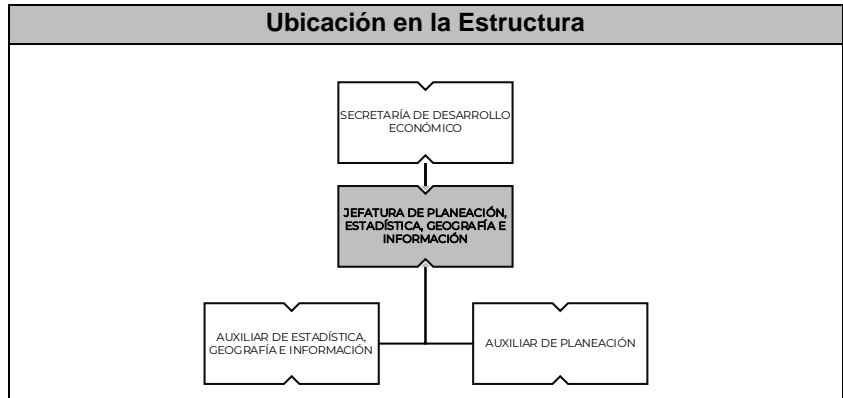 Ubicación en la Estructura
SECRETARÍA DE DESARROLLO
ECONÓMICO
JEFATURA DE PLANEACIÓN,
ESTADÍSTICA, GEOGRAFÍA E
INFORMACIÓN
AUXILIAR DE ESTADÍSTICA,
GEOGRAFÍA E INFORMACIÓN
AUXILIAR DE PLANEACIÓN